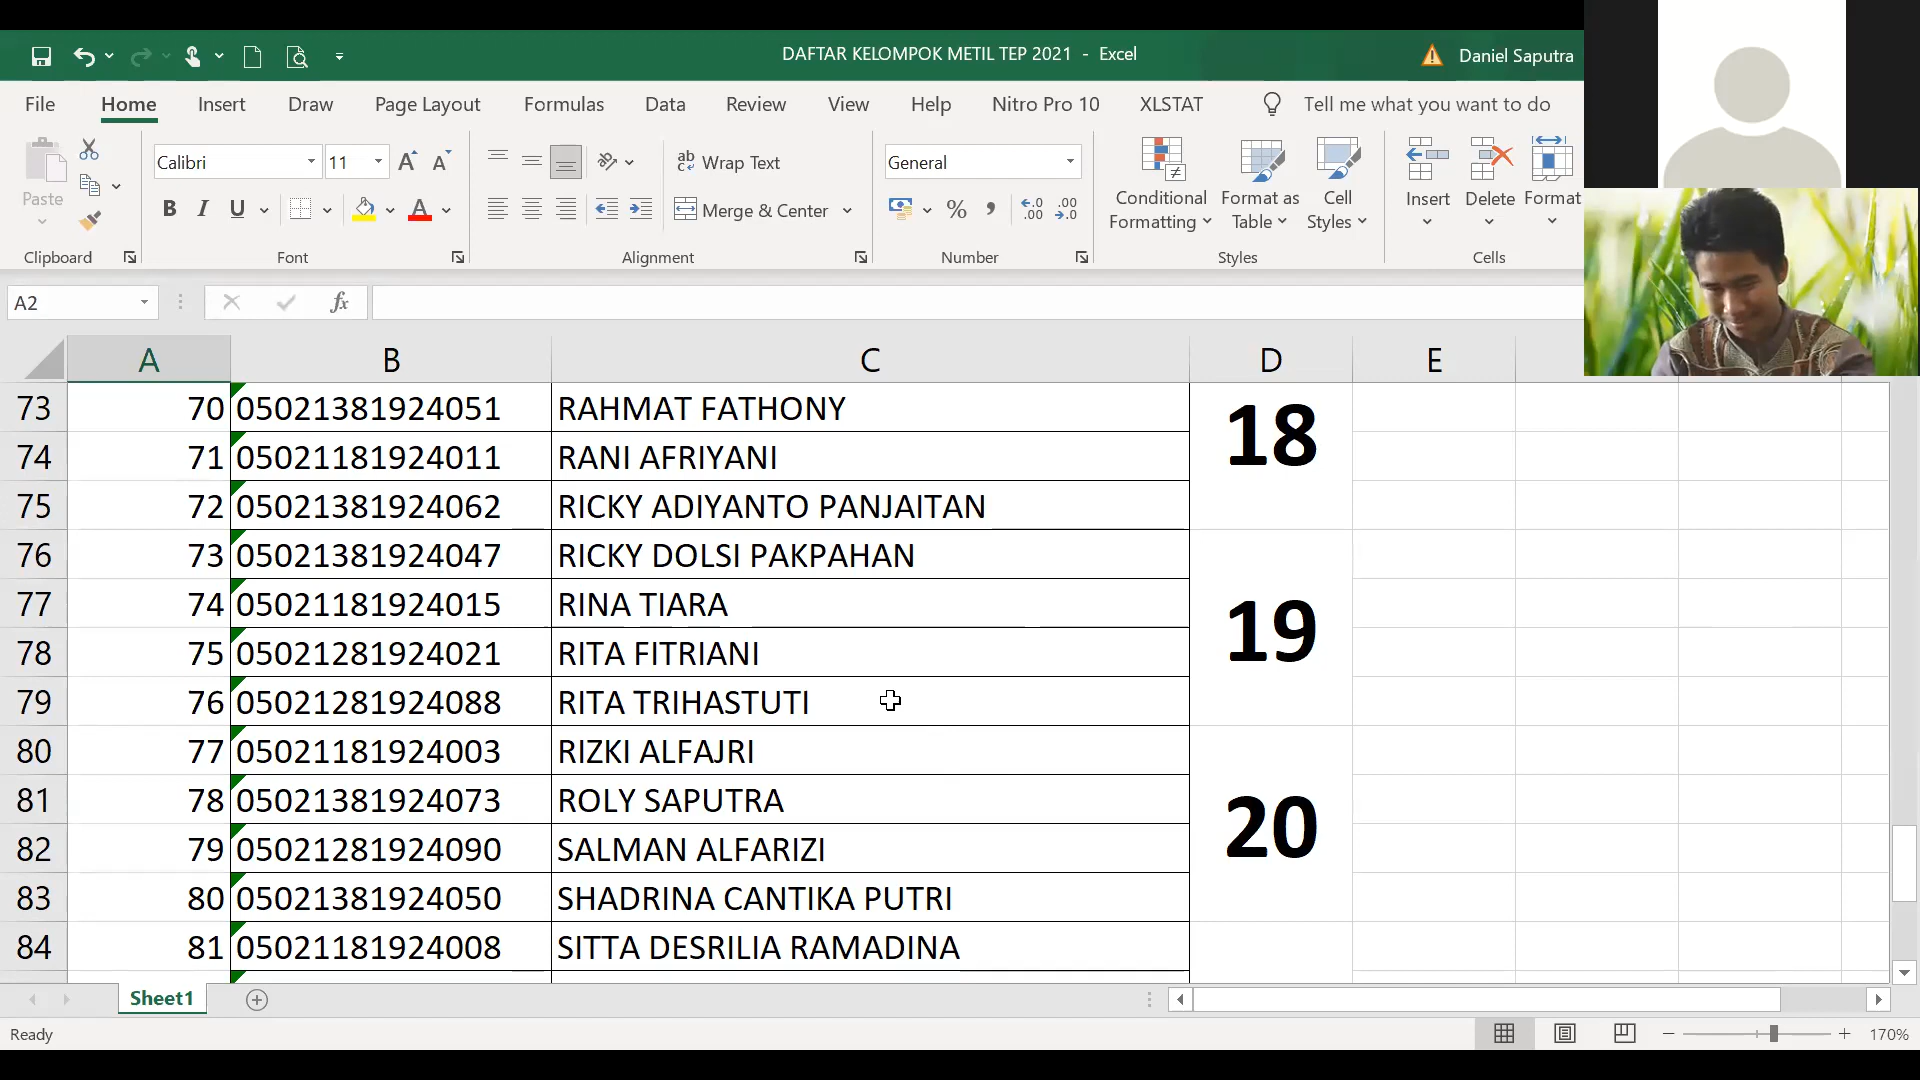 DAFTAR KELOMPOK METIL TEP 2021 - Excel
Daniel Saputra
File Home Insert Draw Page Layout Formulas Data Review View Help Nitro Pro 10 XLSTAT Tell me what you want to do
Paste
Clipboard
Calibri 11
B I U
Font
Wrap Text
Merge & Center
Alignment
General
Number
Conditional Formatting
Format as Table
Cell Styles
Styles
Insert Delete Format
Cells
A2
fx
A B C D E
73 70 05021381924051 RAHMAT FATHONY 18
74 71 05021181924011 RANI AFRIYANI
75 72 05021381924062 RICKY ADIYANTO PANJAITAN
76 73 05021381924047 RICKY DOLSI PAKPAHAN
77 74 05021181924015 RINA TIARA 19
78 75 05021281924021 RITA FITRIANI
79 76 05021281924088 RITA TRIHASTUTI
80 77 05021181924003 RIZKI ALFAJRI
81 78 05021381924073 ROLY SAPUTRA 20
82 79 05021281924090 SALMAN ALFARIZI
83 80 05021381924050 SHADRINA CANTIKA PUTRI
84 81 05021181924008 SITTA DESRILIA RAMADINA
Sheet1
Ready
170%